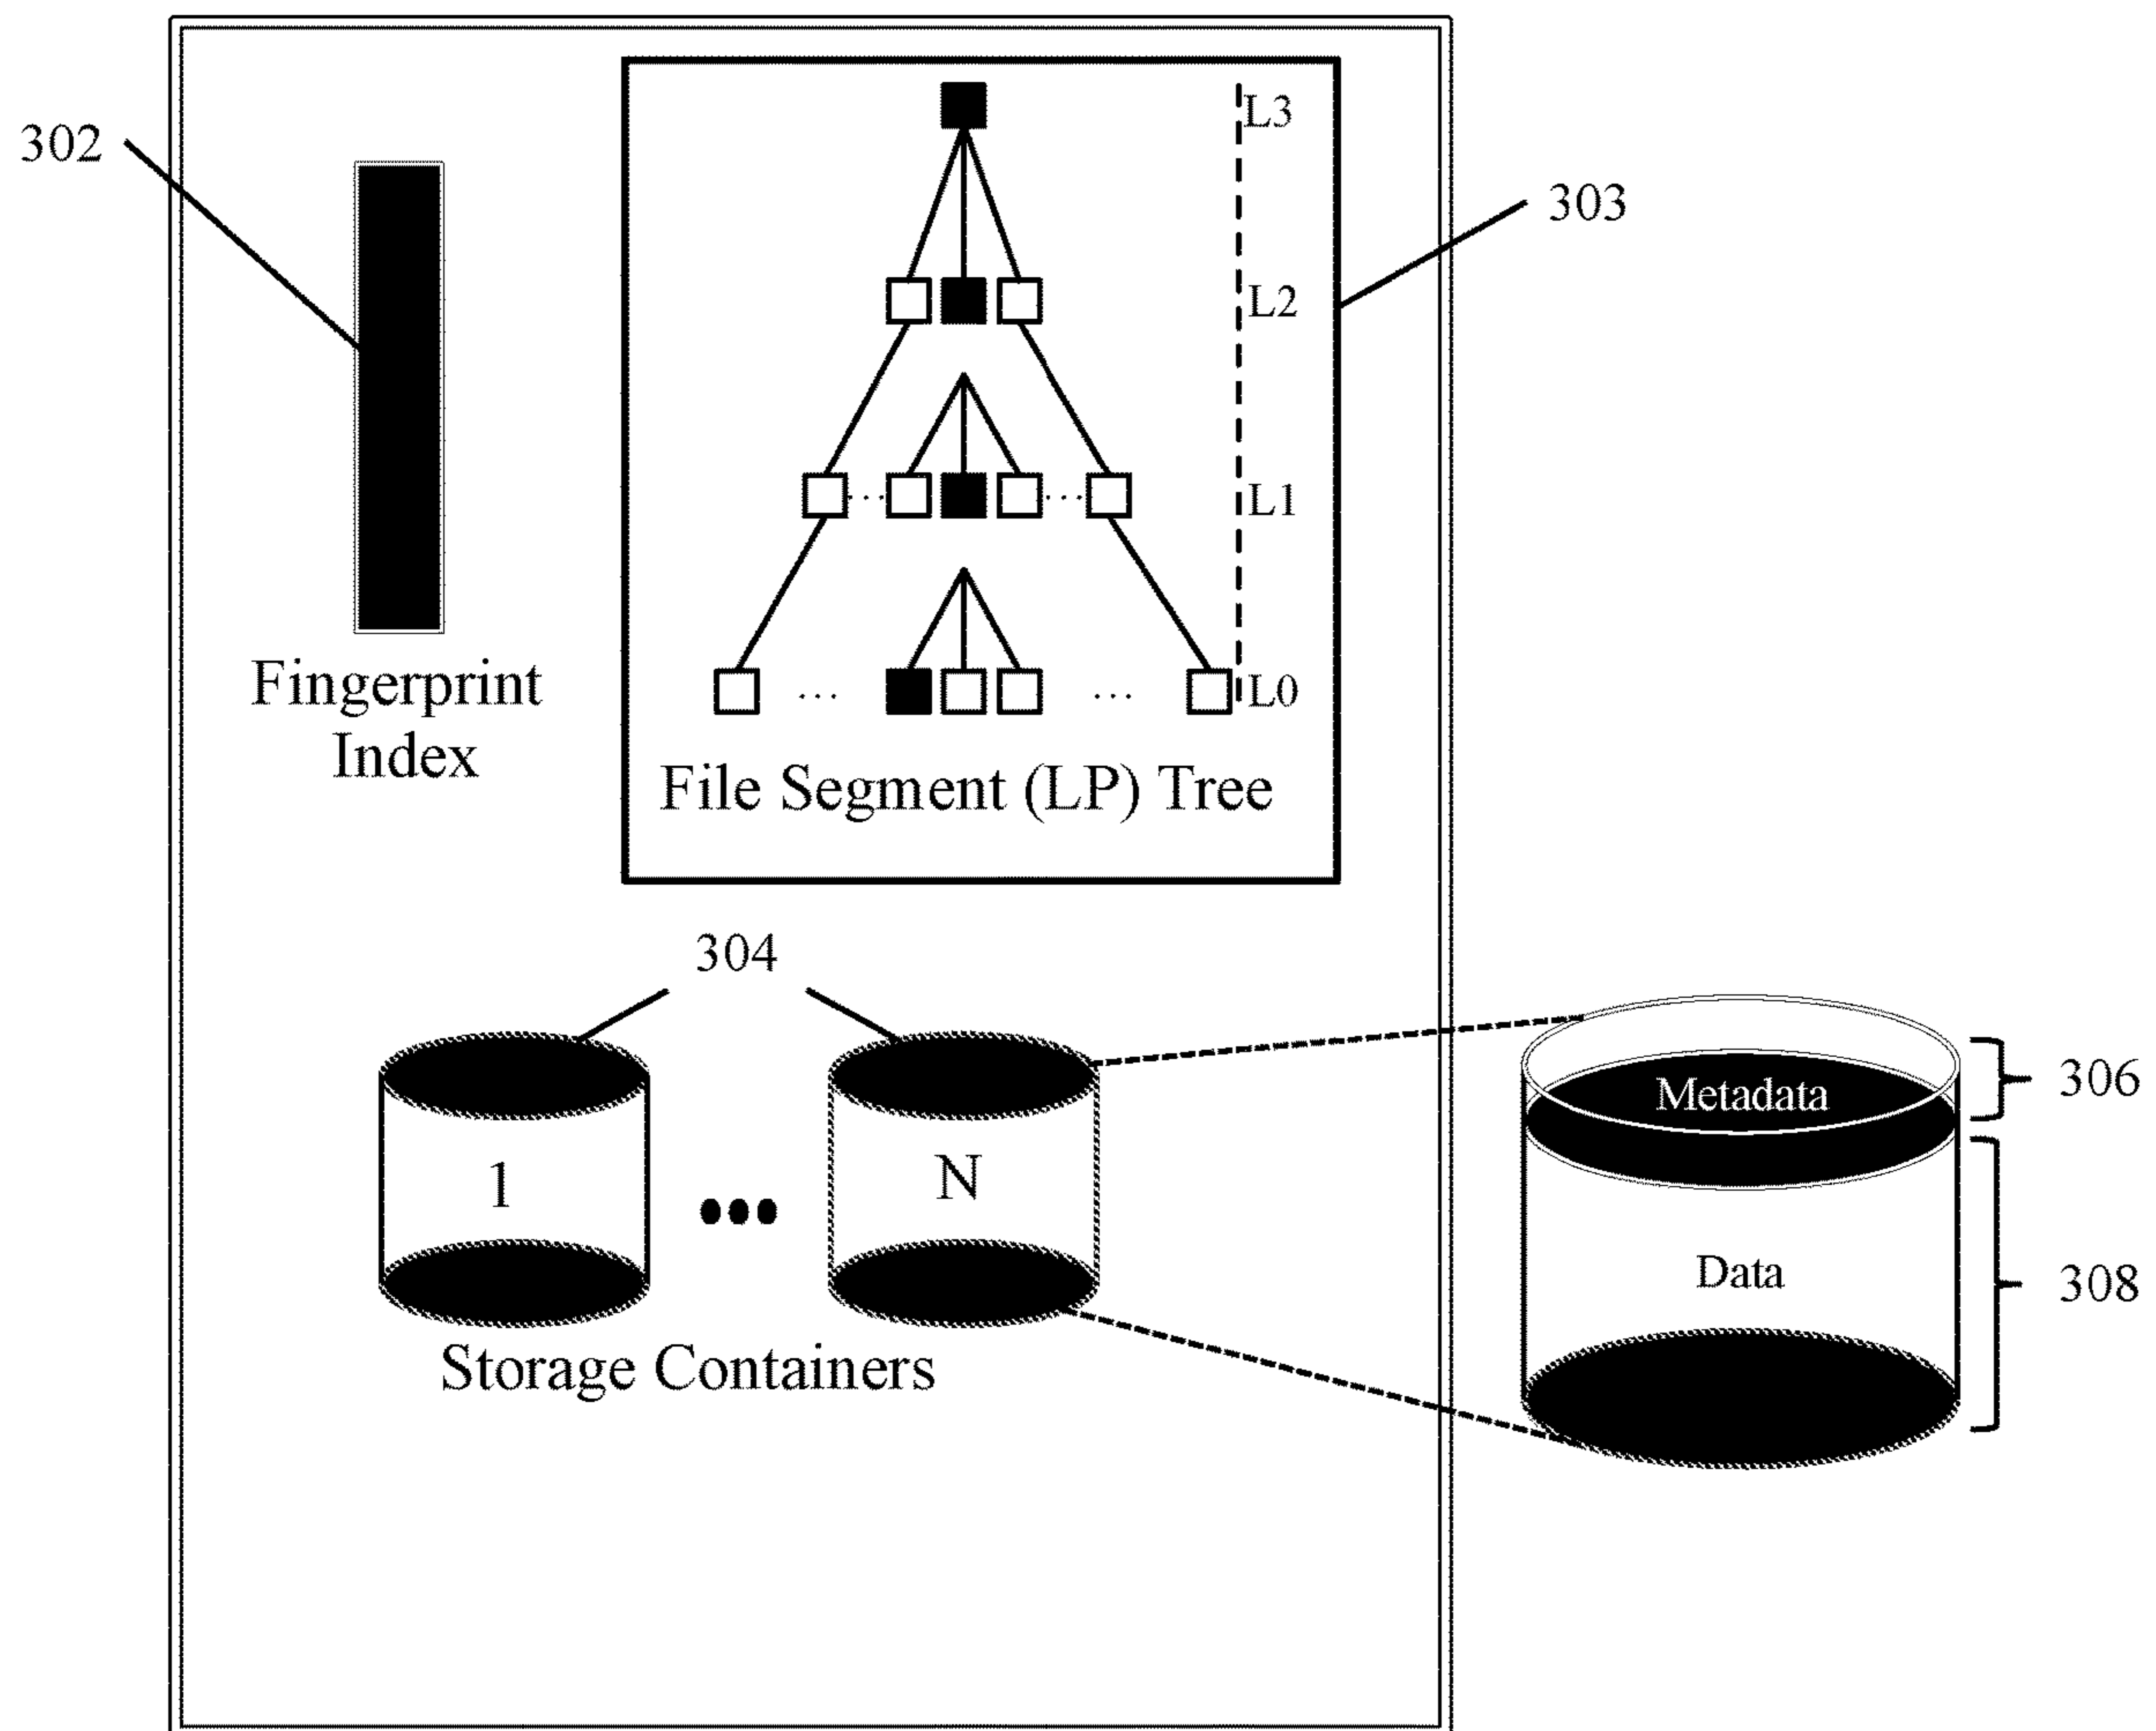 L3
302
303
L2
...
...
L1
...
...
L0
Fingerprint
Index
File Segment (LP) Tree
304
Metadata
306
1
N
...
Data
308
Storage Containers